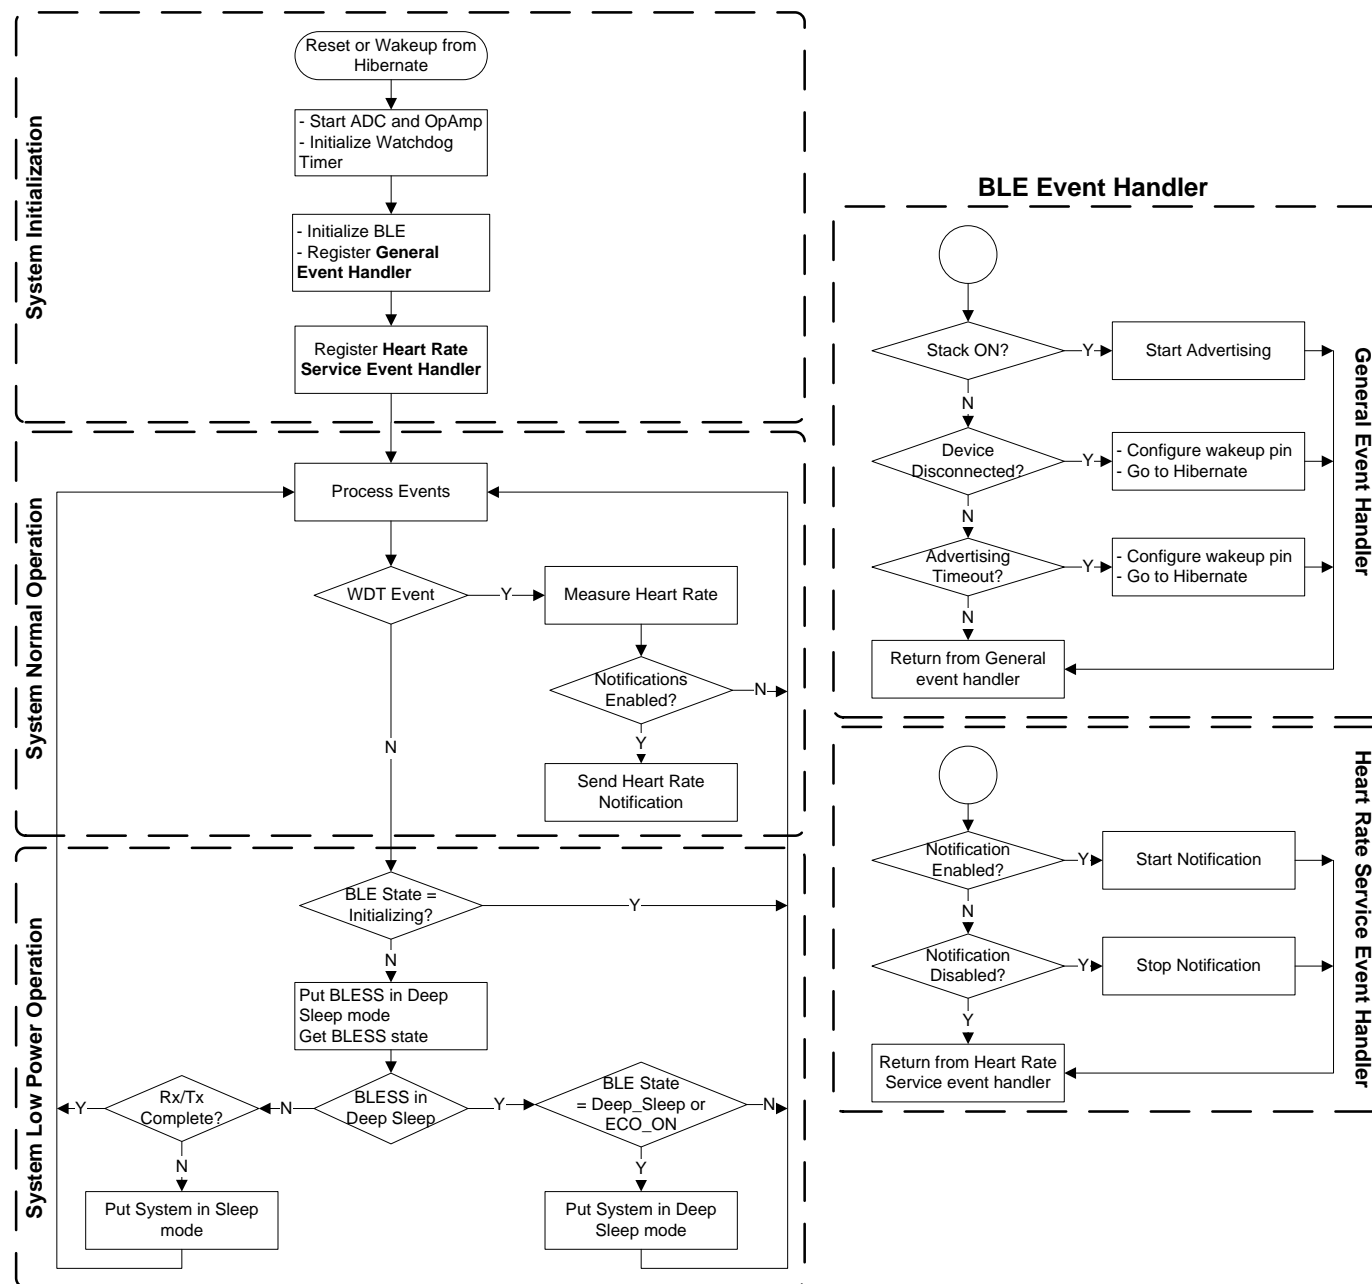 System Initialization
Reset or Wakeup from
Hibernate
- Start ADC and OpAmp
- Initialize Watchdog
Timer
- Initialize BLE
- Register General
Event Handler
Register Heart Rate
Service Event Handler
System Normal Operation
Process Events
WDT Event
Y
Measure Heart Rate
Notifications
Enabled?
N
Y
Send Heart Rate
Notification
N
System Low Power Operation
BLE State =
Initializing?
Y
N
Put BLESS in Deep
Sleep mode
Get BLESS state
BLESS in
Deep Sleep
N
Rx/Tx
Complete?
Y
N
Put System in Sleep
mode
Y
BLE State
= Deep_Sleep or
ECO_ON
N
Y
Put System in Deep
Sleep mode
BLE Event Handler
General Event Handler
Stack ON?
Y
Start Advertising
N
Device
Disconnected?
Y
- Configure wakeup pin
- Go to Hibernate
N
Advertising
Timeout?
Y
- Configure wakeup pin
- Go to Hibernate
N
Return from General
event handler
Heart Rate Service Event Handler
Notification
Enabled?
Y
Start Notification
N
Notification
Disabled?
Y
Stop Notification
Y
Return from Heart Rate
Service event handler